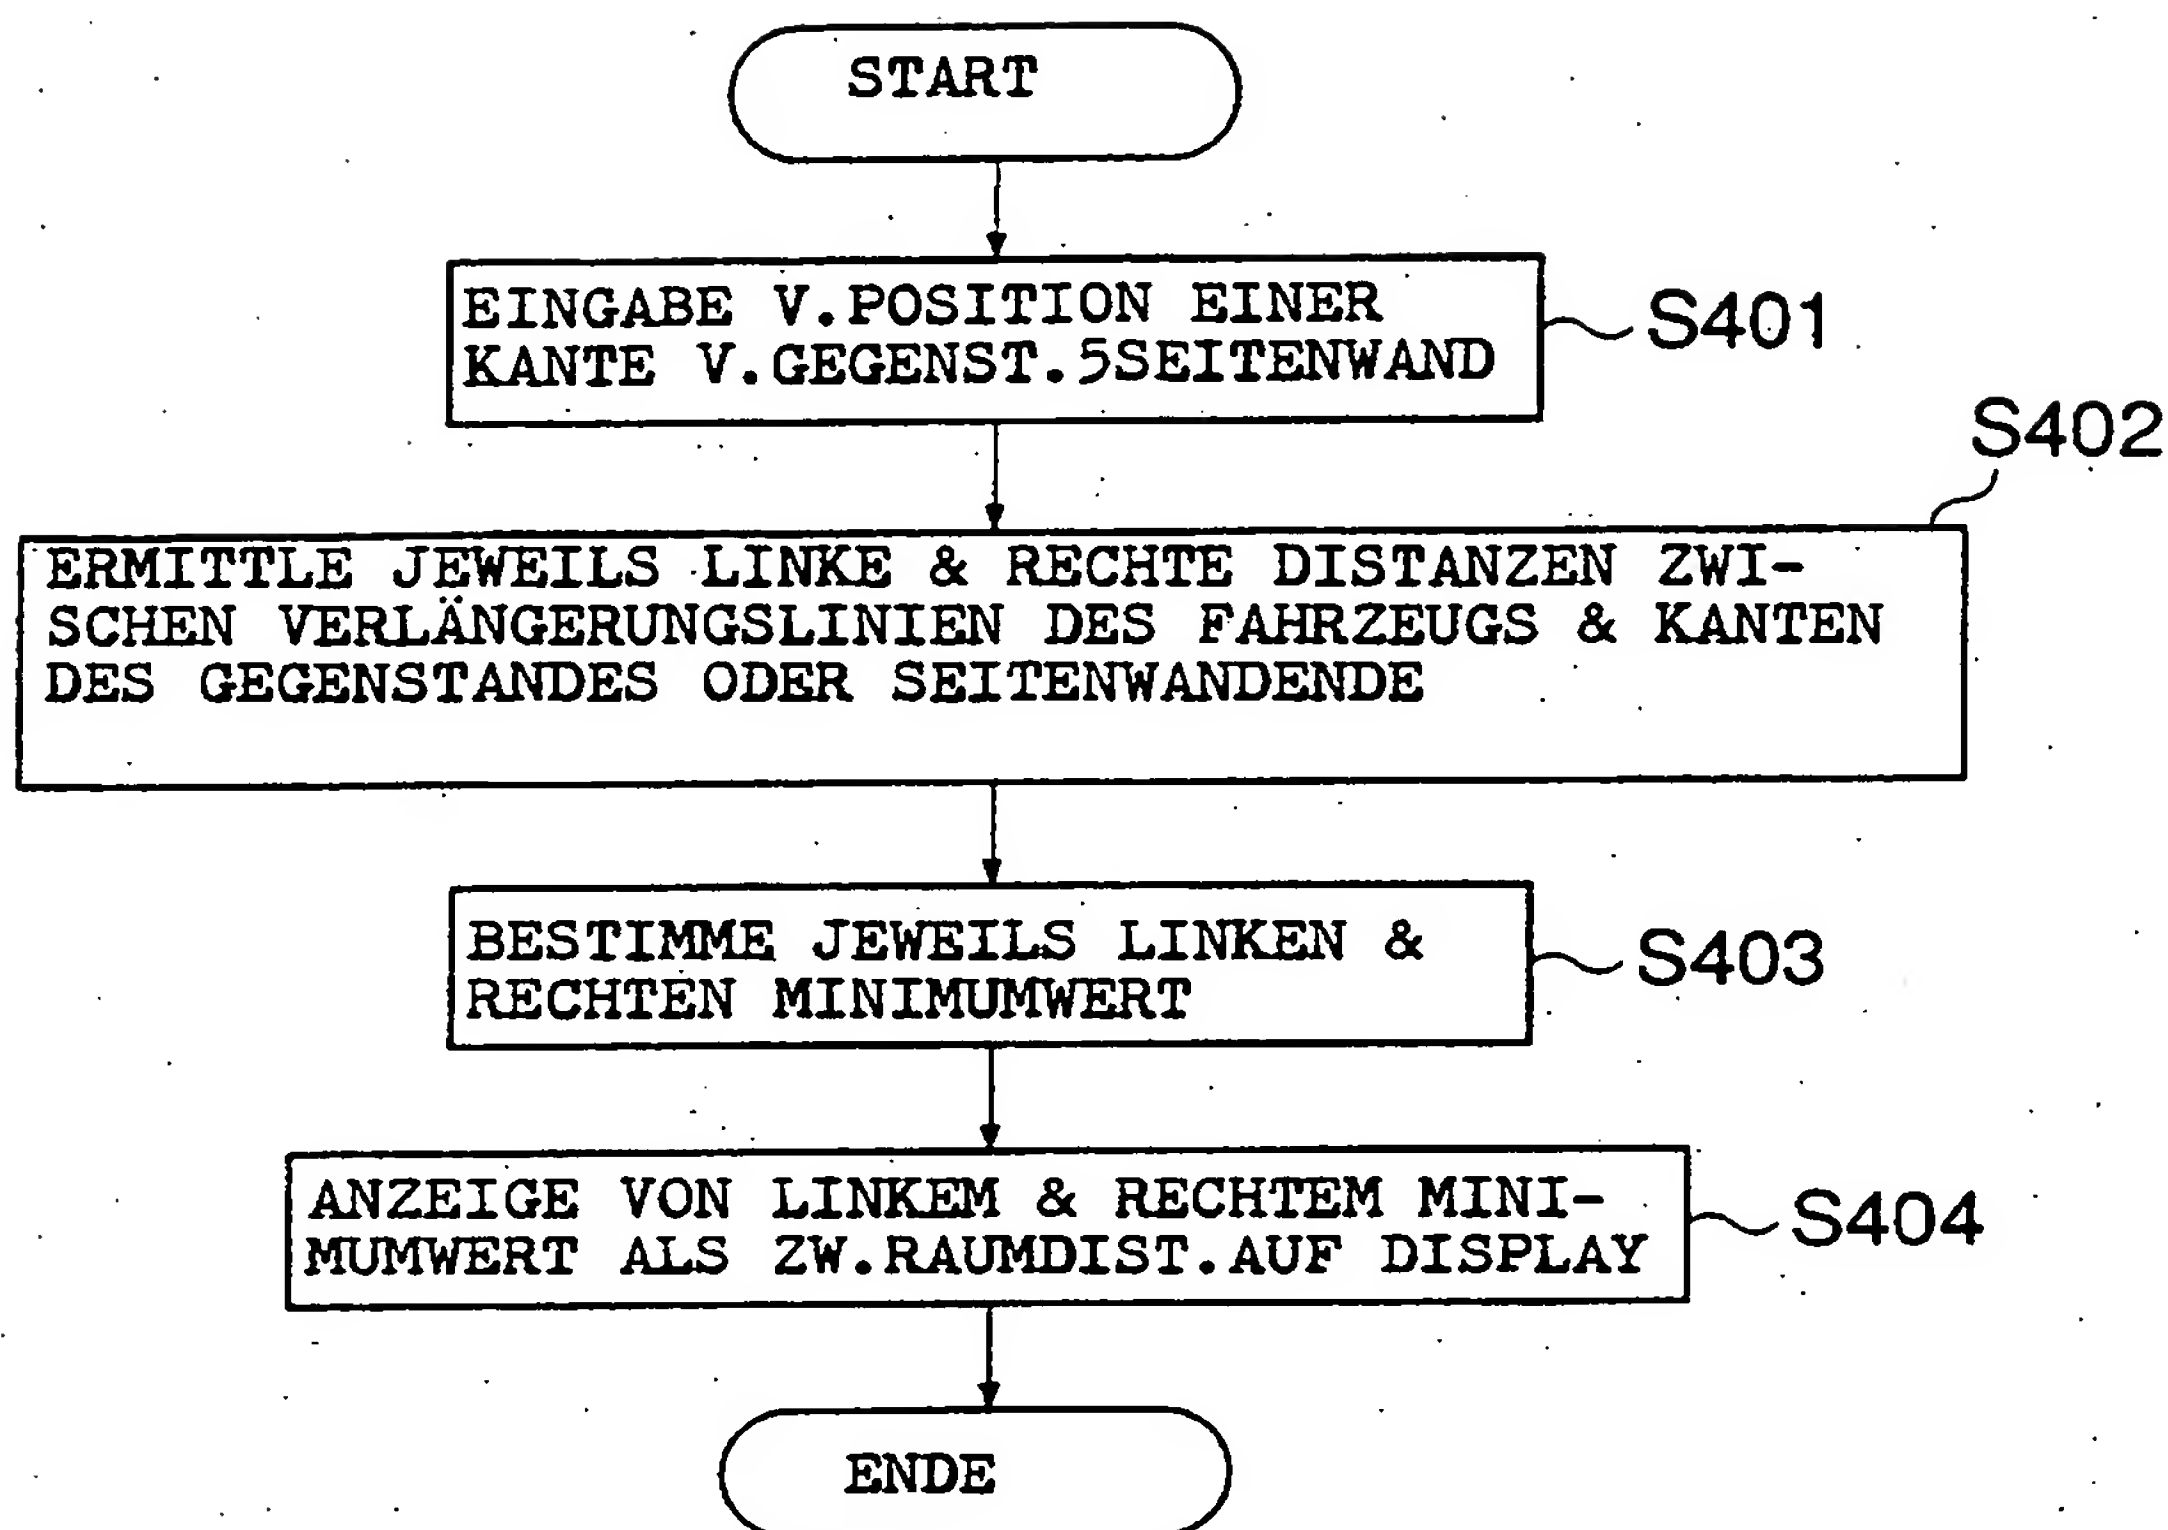 START
EINGABE V.POSITION EINER
KANTE V.GEGENST.5SEITENWAND
S401
S402
ERMITTLE JEWEILS LINKE & RECHTE DISTANZEN ZWI-
SCHEN VERLÄNGERUNGSLINIEN DES FAHRZEUGS & KANTEN
DES GEGENSTANDES ODER SEITENWANDENDE
BESTIMME JEWEILS LINKEN &
RECHTEN MINIMUMWERT
S403
ANZEIGE VON LINKEM & RECHTEM MINI-
MUMWERT ALS ZW.RAUMDIST.AUF DISPLAY
S404
ENDE